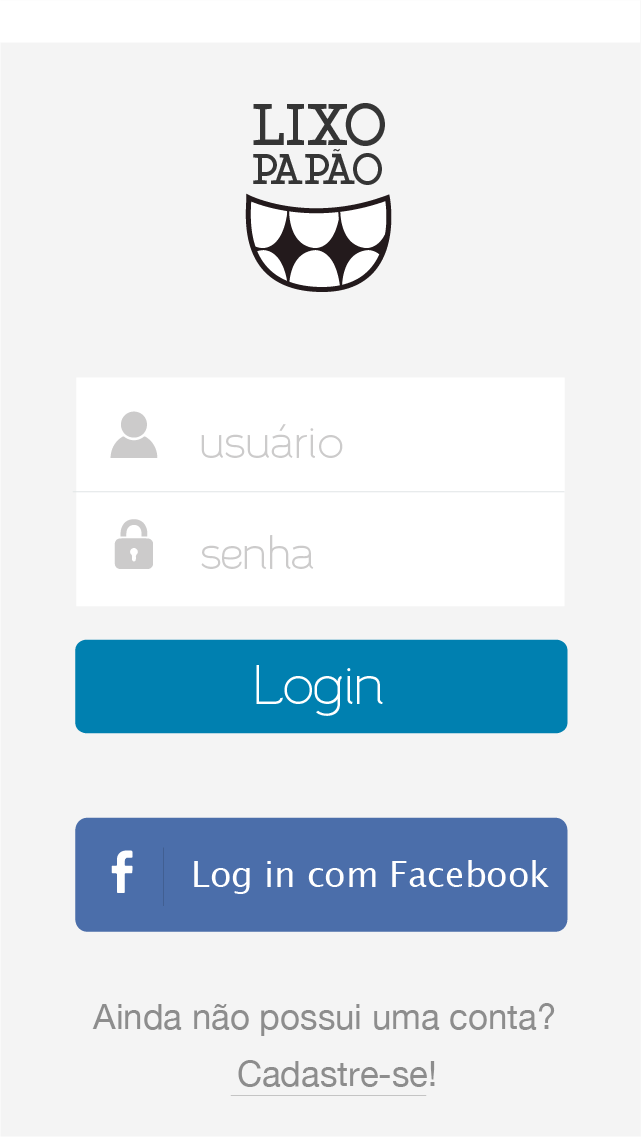 LIXO
PAPÃO
usuário
senha
Login
f
Log in com Facebook
Ainda não possui uma conta?
Cadastre-se!